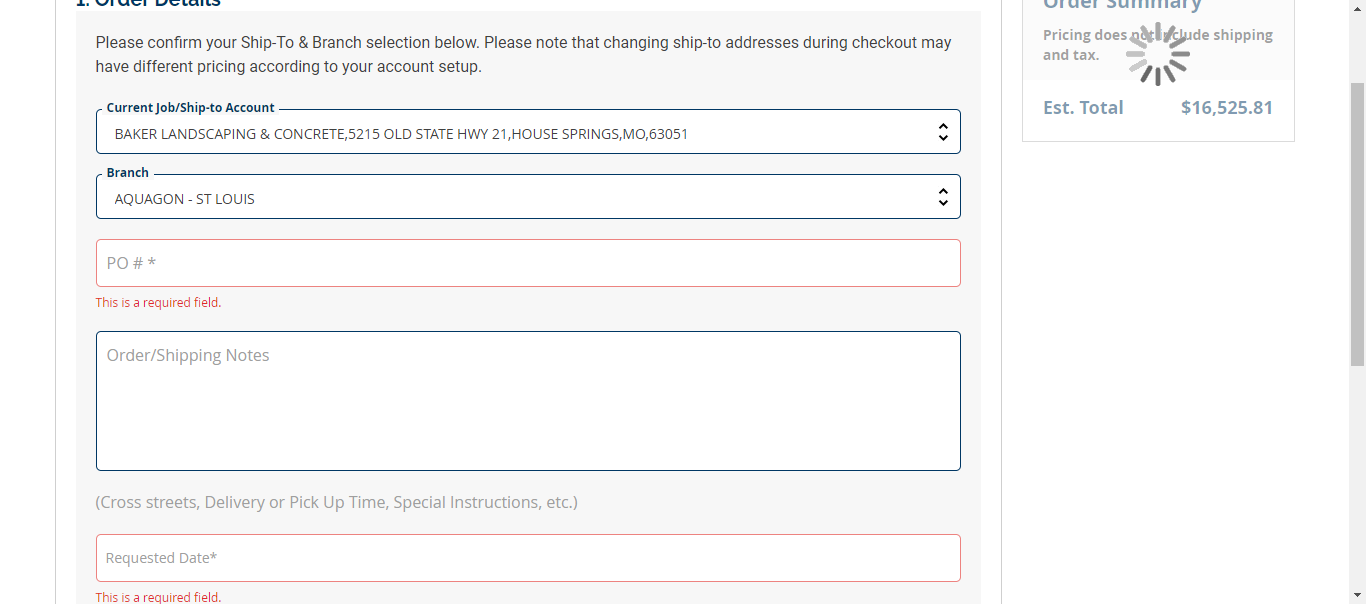 1. Order Details
Please confirm your Ship-To & Branch selection below. Please note that changing ship-to addresses during checkout may
have different pricing according to your account setup.
Current Job/Ship-to Account
BAKER LANDSCAPING & CONCRETE,5215 OLD STATE HWY 21,HOUSE SPRINGS,MO,63051
Branch
AQUAGON - ST LOUIS
PO # *
This is a required field.
Order/Shipping Notes
(Cross streets, Delivery or Pick Up Time, Special Instructions, etc.)
Requested Date*
This is a required field.
Order Summary
Pricing does not include shipping
and tax.
Est. Total $16,525.81